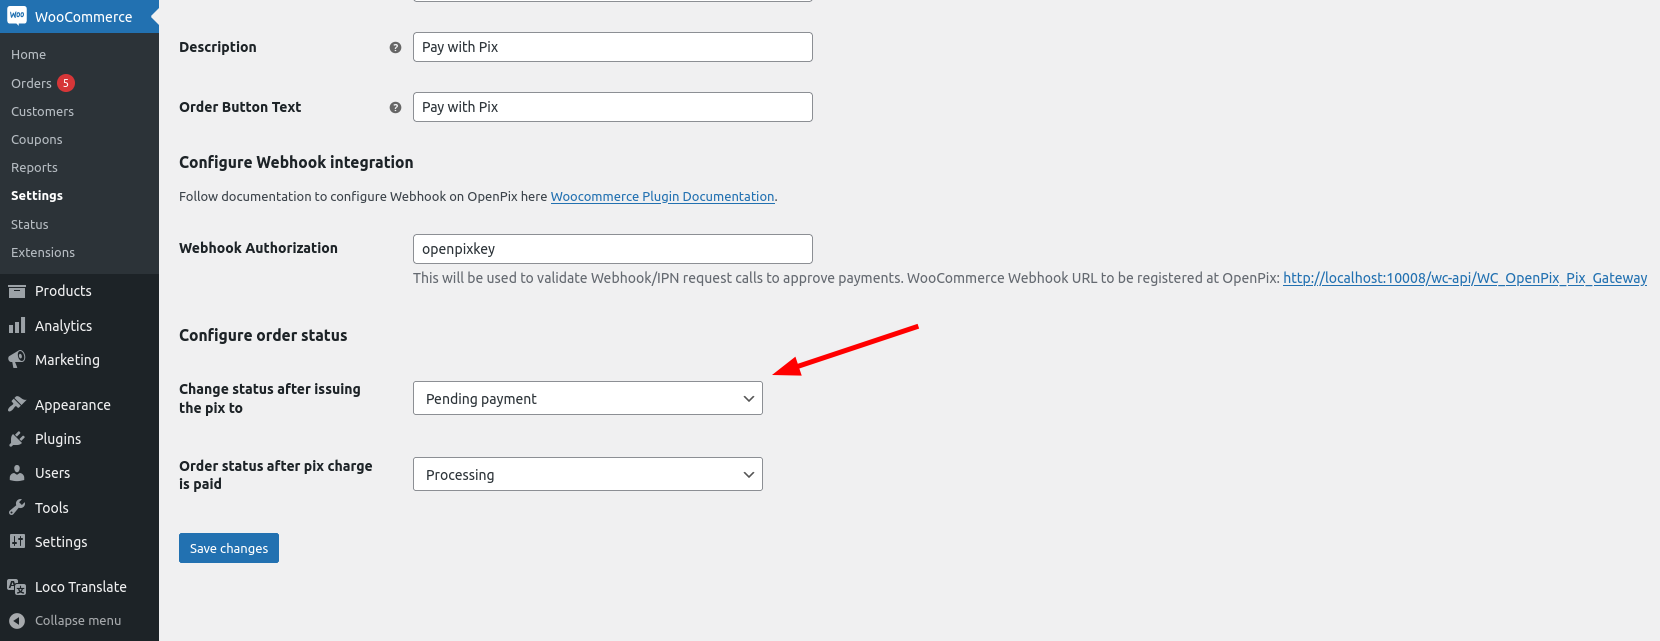 WooCommerce
Home
Orders 5
Customers
Coupons
Reports
Settings
Status
Extensions
Products
Analytics
Marketing
Appearance
Plugins
Users
Tools
Settings
Loco Translate
Collapse menu
Description
Pay with Pix
Order Button Text
Pay with Pix
Configure Webhook integration
Follow documentation to configure Webhook on OpenPix here Woocommerce Plugin Documentation.
Webhook Authorization
openpixkey
This will be used to validate Webhook/IPN request calls to approve payments. WooCommerce Webhook URL to be registered at OpenPix: http://localhost:10008/wc-api/WC_OpenPix_Pix_Gateway
Configure order status
Change status after issuing
the pix to
Pending payment
Order status after pix charge
is paid
Processing
Save changes